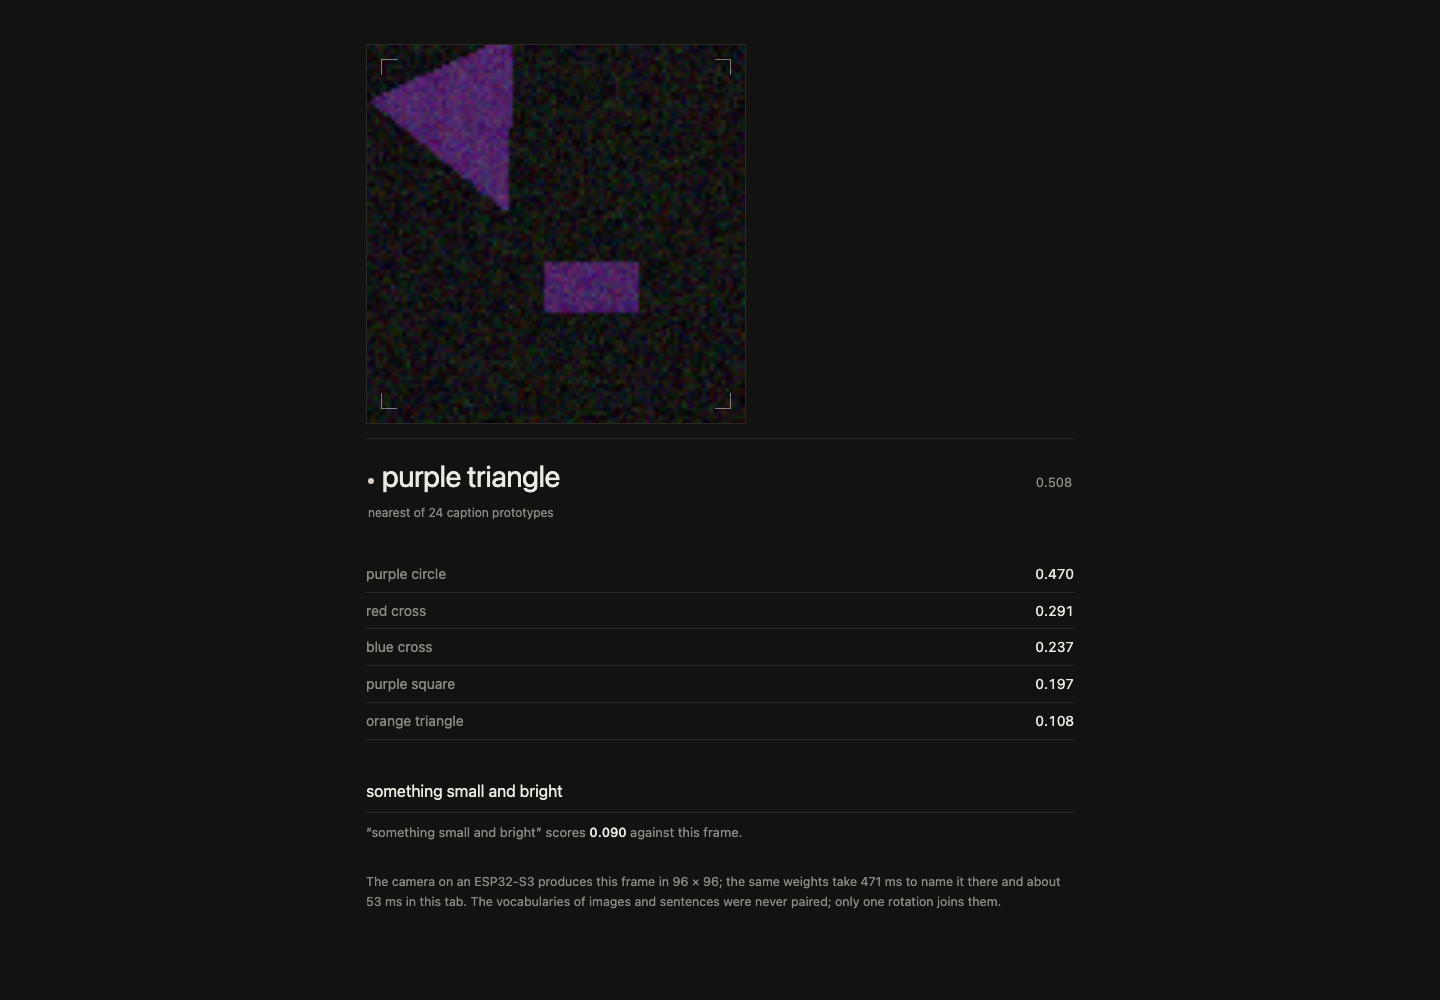 purple triangle
0.508
nearest of 24 caption prototypes
purple circle 0.470
red cross 0.291
blue cross 0.237
purple square 0.197
orange triangle 0.108
something small and bright
“something small and bright” scores 0.090 against this frame.
The camera on an ESP32-S3 produces this frame in 96 × 96; the same weights take 471 ms to name it there and about
53 ms in this tab. The vocabularies of images and sentences were never paired; only one rotation joins them.